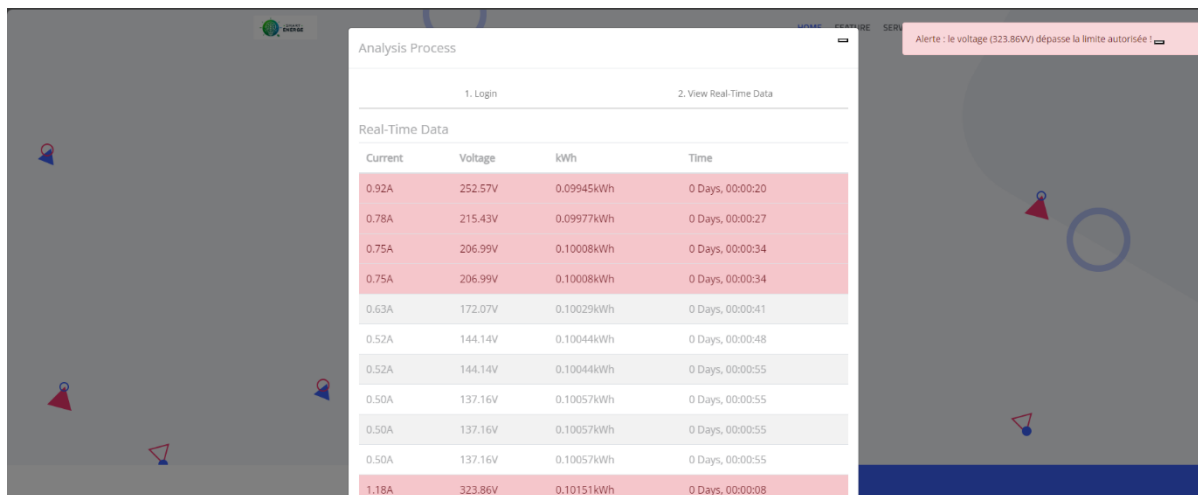 ENERGE
HOME FEATURE SERV
Alerte : le voltage (323.86VV) dépasse la limite autorisée !
Analysis Process
1. Login 2. View Real-Time Data
Real-Time Data
Current Voltage kWh Time
0.92A 252.57V 0.09945kWh 0 Days, 00:00:20
0.78A 215.43V 0.09977kWh 0 Days, 00:00:27
0.75A 206.99V 0.10008kWh 0 Days, 00:00:34
0.75A 206.99V 0.10008kWh 0 Days, 00:00:34
0.63A 172.07V 0.10029kWh 0 Days, 00:00:41
0.52A 144.14V 0.10044kWh 0 Days, 00:00:48
0.52A 144.14V 0.10044kWh 0 Days, 00:00:55
0.50A 137.16V 0.10057kWh 0 Days, 00:00:55
0.50A 137.16V 0.10057kWh 0 Days, 00:00:55
0.50A 137.16V 0.10057kWh 0 Days, 00:00:55
1.18A 323.86V 0.10151kWh 0 Days, 00:00:08